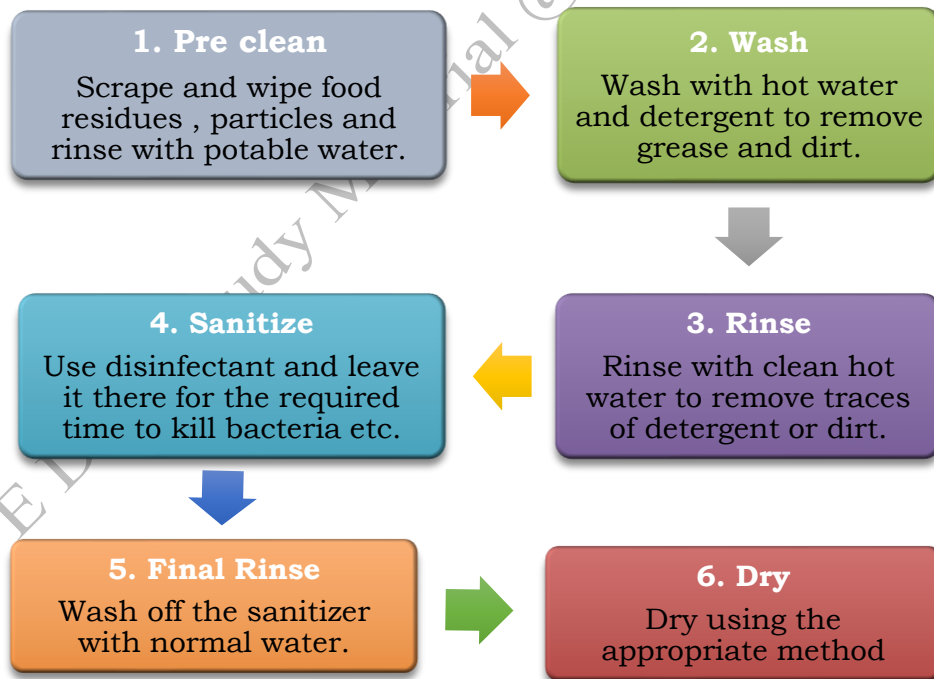 1. Pre clean
Scrape and wipe food
residues , particles and
rinse with potable water.
2. Wash
Wash with hot water
and detergent to remove
grease and dirt.
3. Rinse
Rinse with clean hot
water to remove traces
of detergent or dirt.
4. Sanitize
Use disinfectant and leave
it there for the required
time to kill bacteria etc.
5. Final Rinse
Wash off the sanitizer
with normal water.
6. Dry
Dry using the
appropriate method